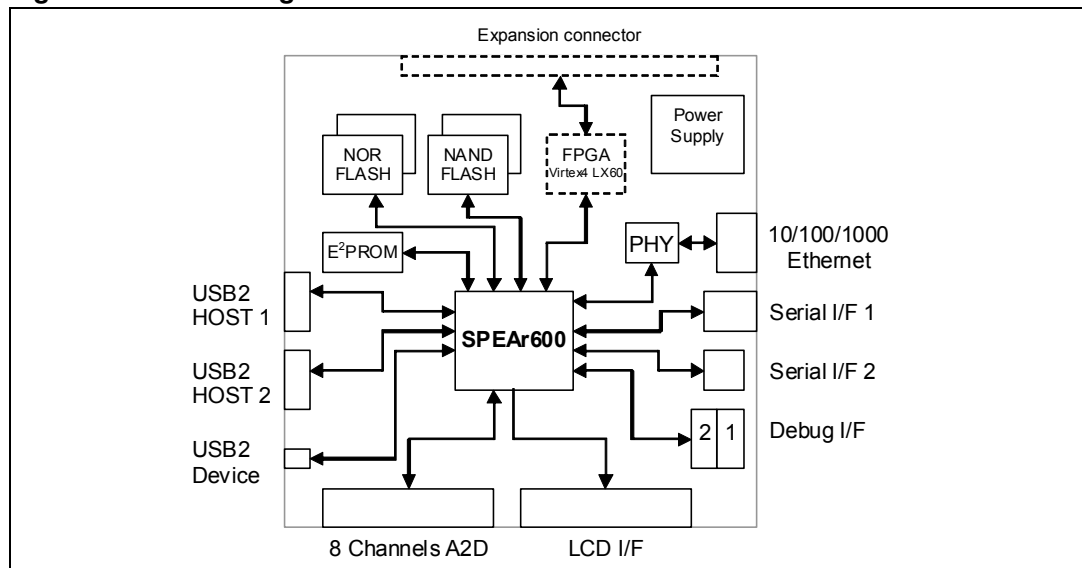 Expansion connector
Power
Supply
NOR
FLASH
NAND
FLASH
FPGA
Virtex4 LX60
PHY
10/100/1000
Ethernet
E²PROM
USB2
HOST 1
SPEAr600
Serial I/F 1
USB2
HOST 2
Serial I/F 2
2 1
Debug I/F
USB2
Device
8 Channels A2D
LCD I/F